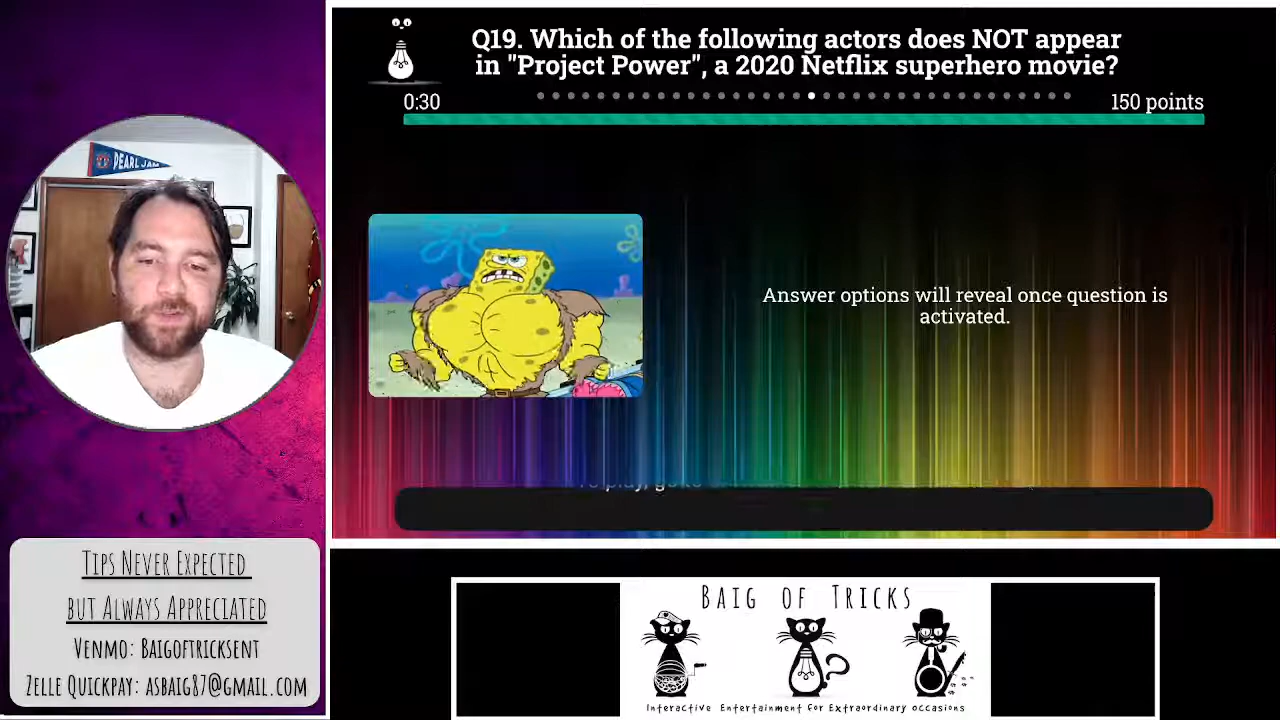 Q19. Which of the following actors does NOT appear
in "Project Power", a 2020 Netflix superhero movie?
0:30
150 points
PEARL JAM
Answer options will reveal once question is
activated.
Tips Never Expected
but Always Appreciated
Venmo: Baigoftricksent
Zelle Quickpay: asbaig87@gmail.com
Baig of Tricks
Interactive Entertainment for Extraordinary Occasions